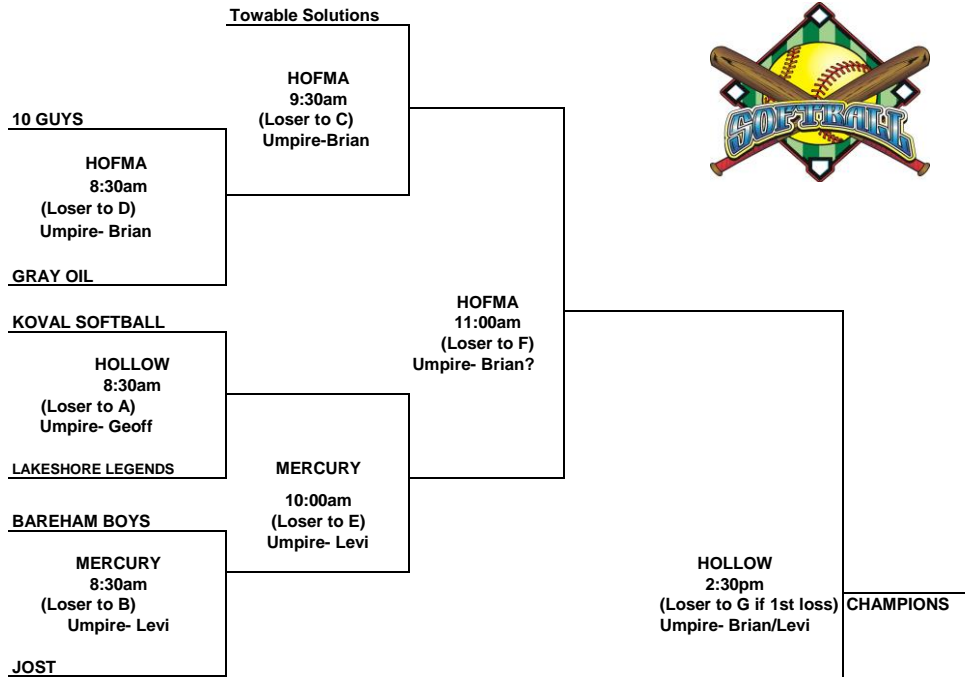 Towable Solutions
HOFMA
9:30am
(Loser to C)
Umpire-Brian
SOFTBALL
10 GUYS
HOFMA
8:30am
(Loser to D)
Umpire- Brian
GRAY OIL
KOVAL SOFTBALL
HOLLOW
8:30am
(Loser to A)
Umpire- Geoff
LAKESHORE LEGENDS
HOFMA
11:00am
(Loser to F)
Umpire- Brian?
MERCURY
10:00am
(Loser to E)
Umpire- Levi
BAREHAM BOYS
MERCURY
8:30am
(Loser to B)
Umpire- Levi
JOST
HOLLOW
2:30pm
(Loser to G if 1st loss)
Umpire- Brian/Levi
CHAMPIONS